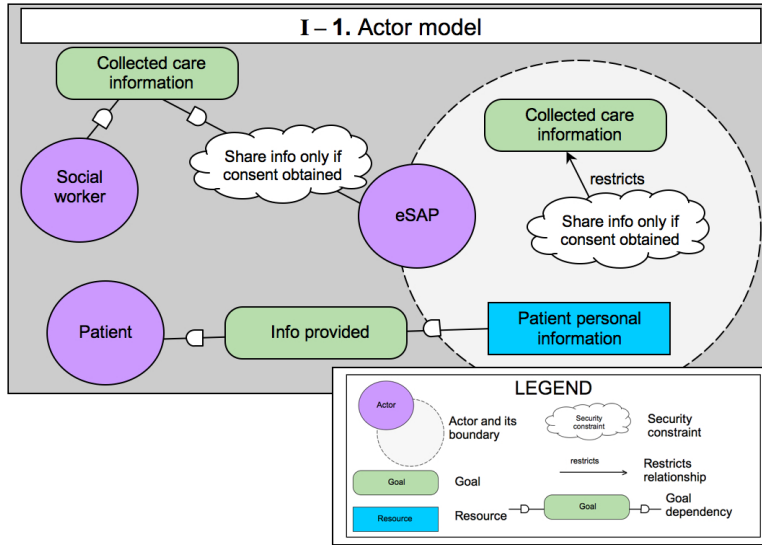 I – 1. Actor model
Collected care
information
Social
worker
Share info only if
consent obtained
eSAP
Collected care
information
restricts
Share info only if
consent obtained
Patient
Info provided
Patient personal
information
LEGEND
Actor
Actor and its
boundary
Security
constraint
Security
constraint
Goal
Goal
restricts
Restricts
relationship
Resource
Resource
Goal
Goal
dependency